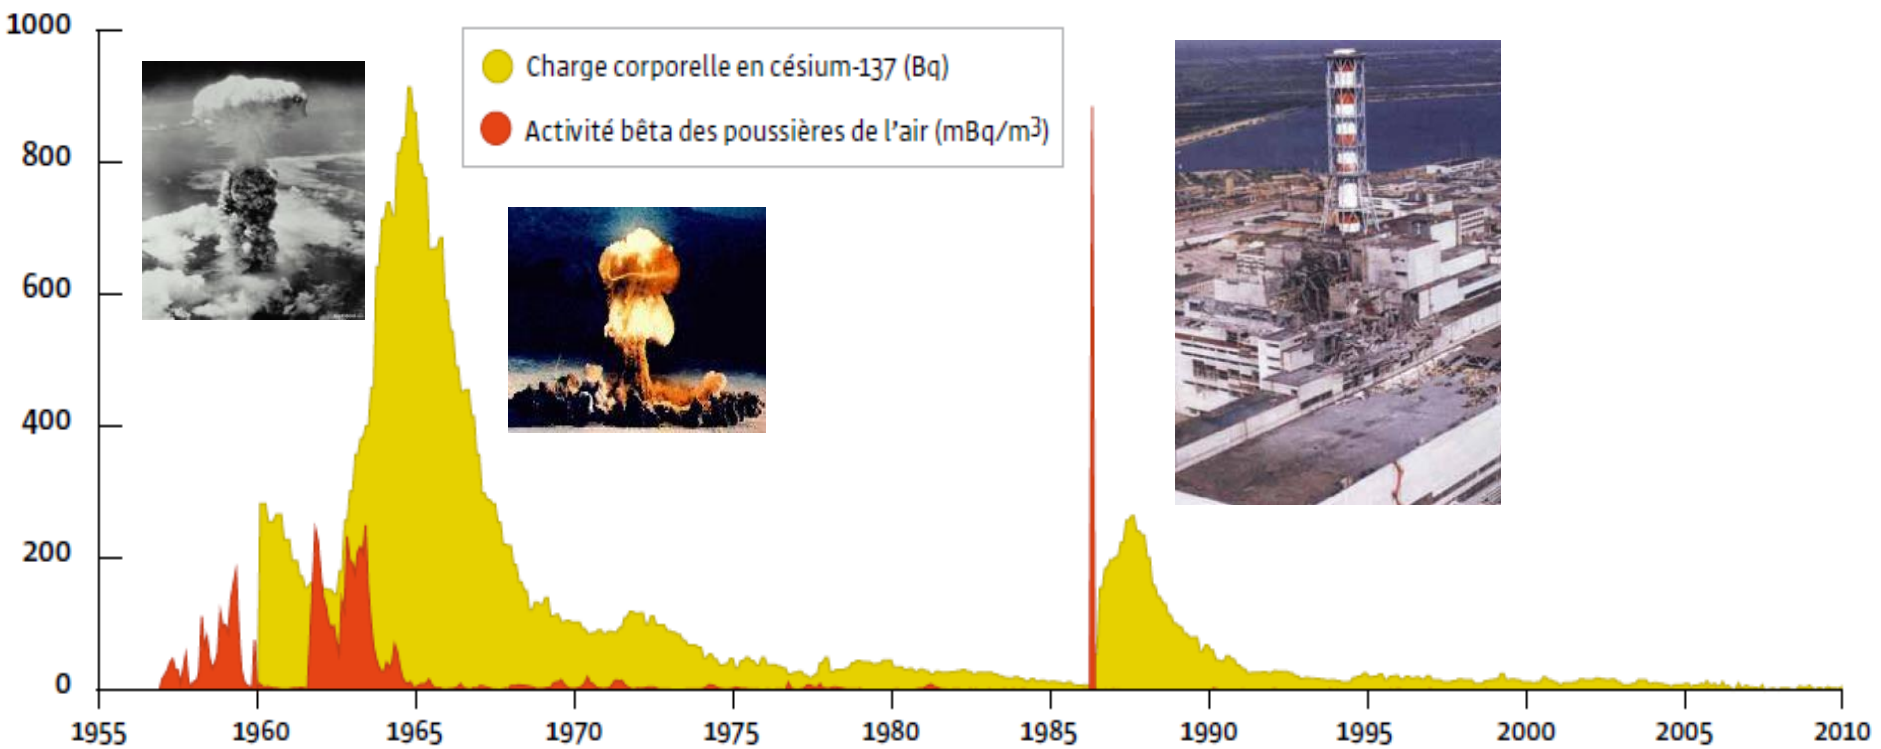 1000
800
600
400
200
0
Charge corporelle en césium-137 (Bq)
Activité bêta des poussières de l'air (mBq/m³)
1955 1960 1965 1970 1975 1980 1985 1990 1995 2000 2005 2010